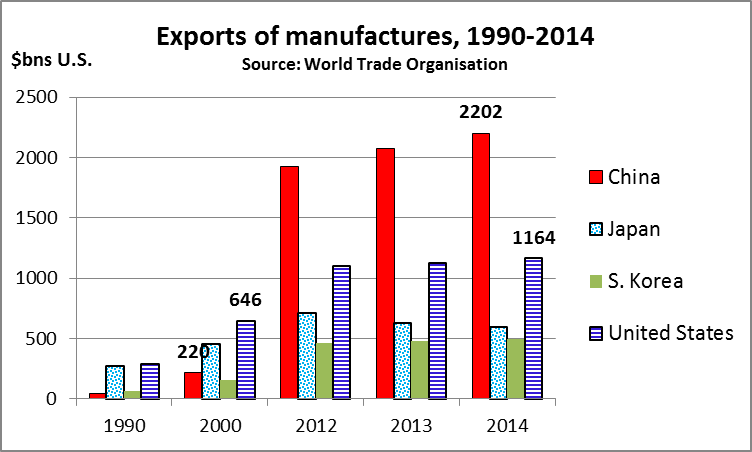 Exports of manufactures, 1990-2014
$bns U.S.
Source: World Trade Organisation
2500
2000
1500
1000
500
0
2202
1164
646
220
1990
2000
2012
2013
2014
China
Japan
S. Korea
United States